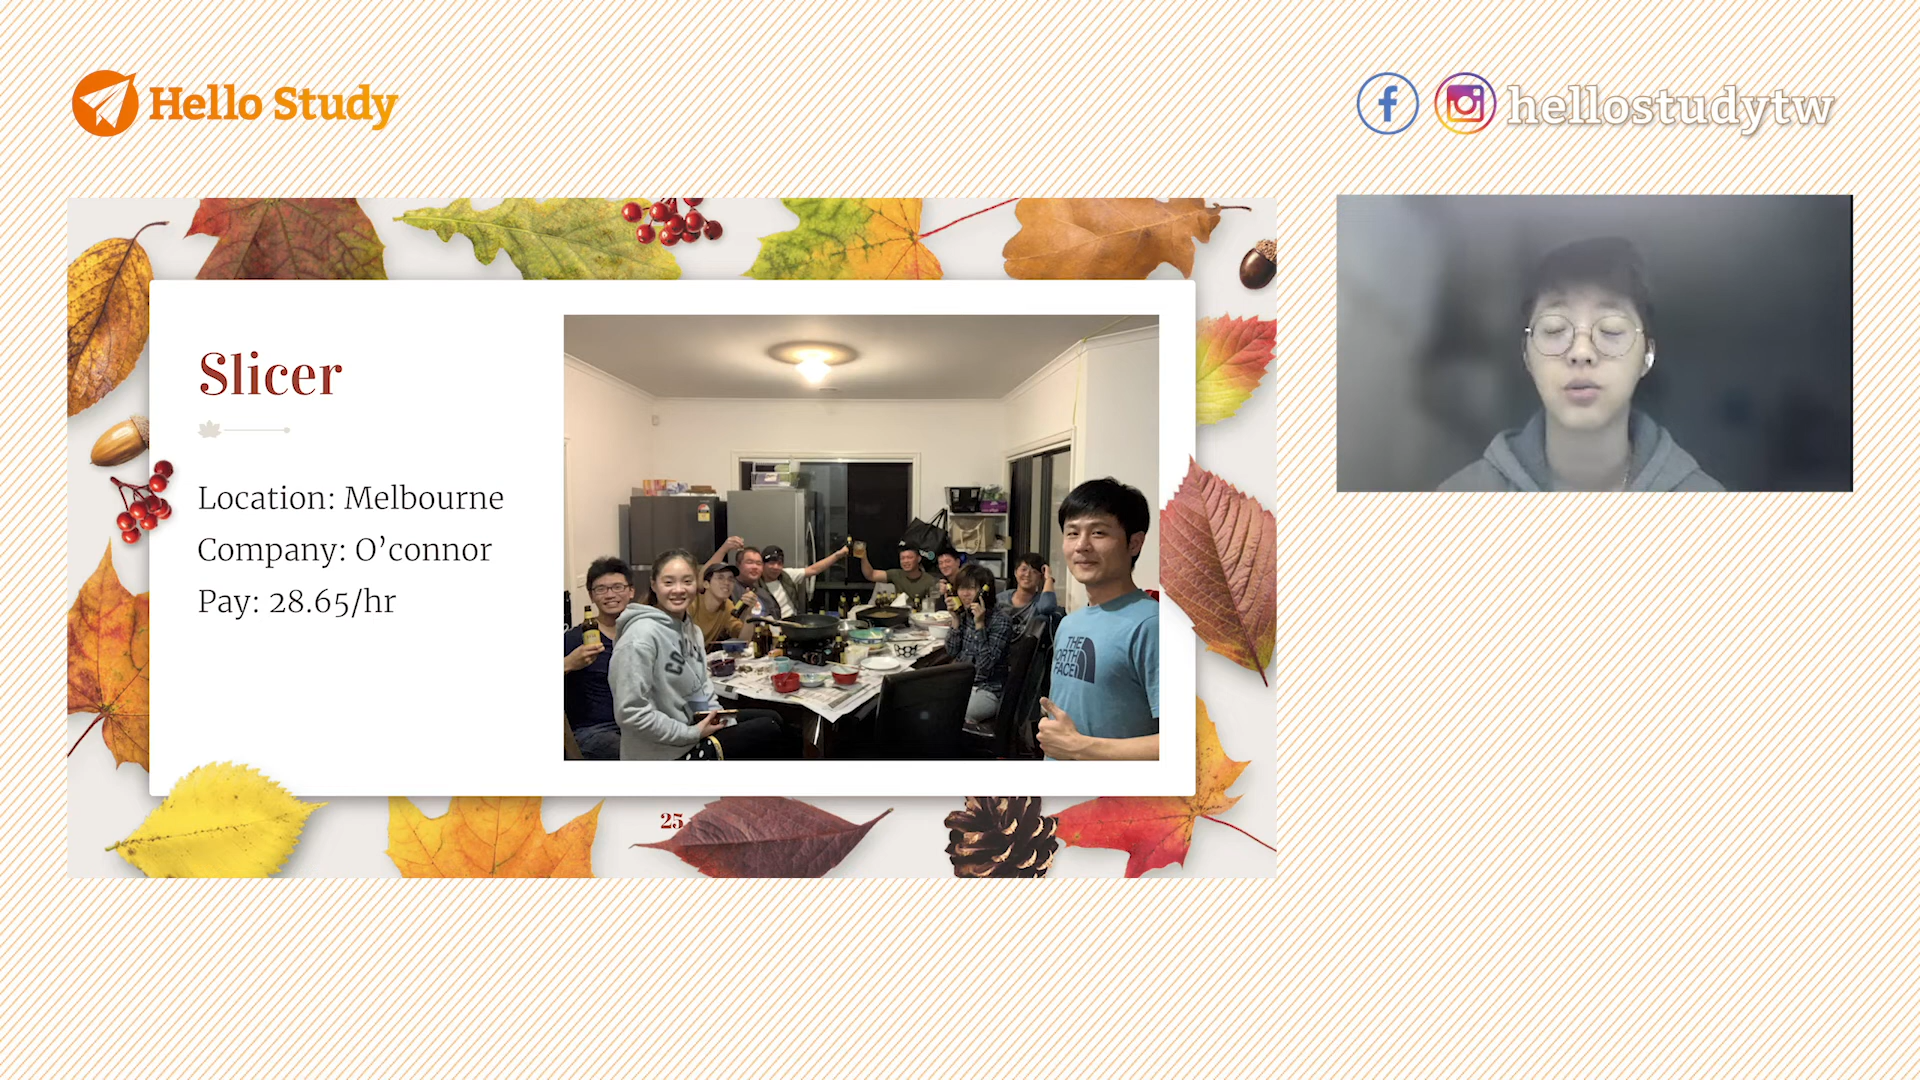 Hello Study
hellostudytw
Slicer
Location: Melbourne
Company: O’connor
Pay: 28.65/hr
THE
NORTH
FACE
25